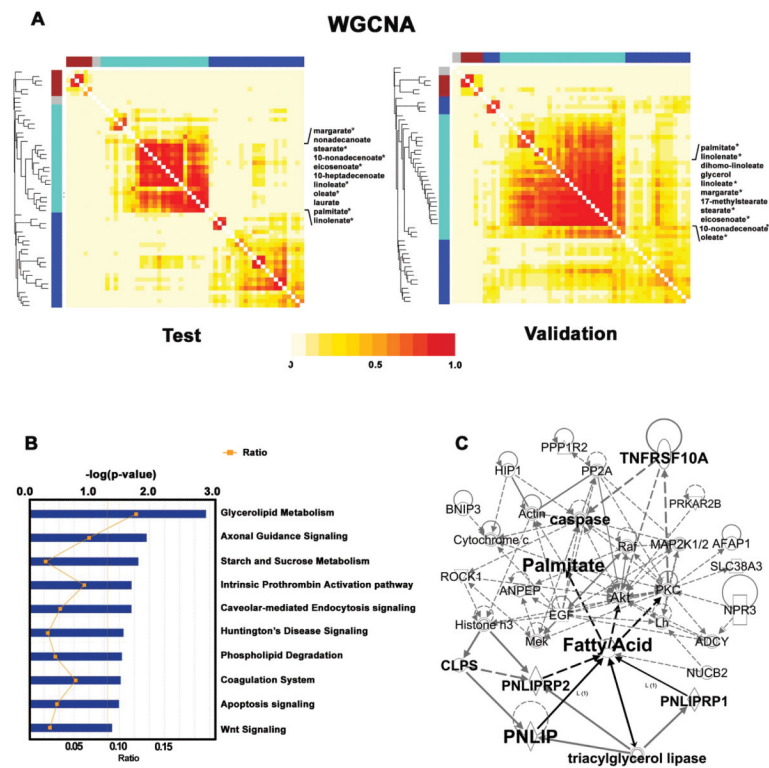 A
WGCNA
margarate*
nonadecanoate
stearate*
10-nonadecenoate*
eicosenoate*
10-heptadecenoate
linoleate*
oleate*
laurate
palmitate*
linolenate*
palmitate*
linolenate*
dihomo-linoleate
glycerol
linoleate*
margarate*
17-methylstearate
stearate*
eicosenoate*
10-nonadecenoate*
oleate*
Test
Validation
0.5
1.0
B
Ratio
-log(p-value)
0.0
1.0
2.0
3.0
Glycerolipid Metabolism
Axonal Guidance Signaling
Starch and Sucrose Metabolism
Intrinsic Prothrombin Activation pathway
Caveolar-mediated Endocytosis signaling
Huntington's Disease Signaling
Phospholipid Degradation
Coagulation System
Apoptosis signaling
Wnt Signaling
0.05
0.10
0.15
Ratio
C
PPP1R2
TNFRSF10A
HIP1
PP2A
PRKAR2B
BNIP3
Actin
caspase
Cytochrome c
Raf
MAP2K1/2
AFAP1
Palmitate
SLC38A3
ROCK1
ANPEP
Akt
PKC
NPR3
EGF
Histone h3
Lh
Mek
ADCY
Fatty Acid
CLPS
NUCB2
PNLIPRP2
L (1)
L (1)
PNLIPRP1
PNLIP
triacylglycerol lipase